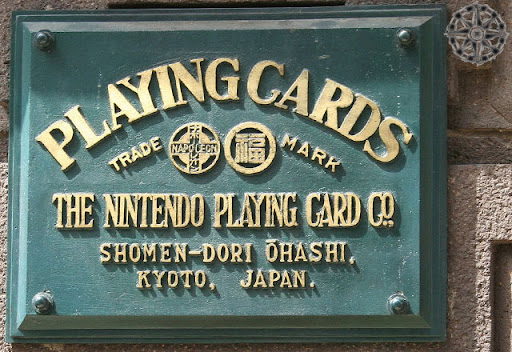 PLAYING CARDS
TRADE NAPOLEON 福 MARK
THE NINTENDO PLAYING CARD CO.,
SHOMEN-DORI ŌHASHI,
KYOTO, JAPAN.